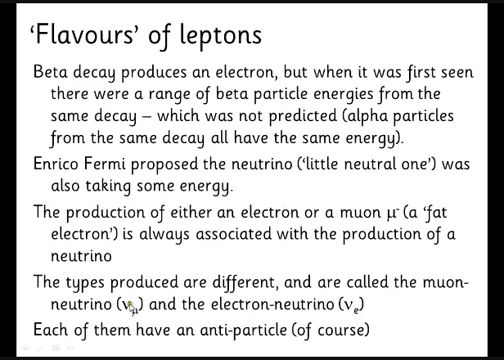 ‘Flavours’ of leptons
Beta decay produces an electron, but when it was first seen
there were a range of beta particle energies from the
same decay – which was not predicted (alpha particles
from the same decay all have the same energy).
Enrico Fermi proposed the neutrino (‘little neutral one’) was
also taking some energy.
The production of either an electron or a muon μ⁻ (a ‘fat
electron’) is always associated with the production of a
neutrino
The types produced are different, and are called the muon-
neutrino (νμ) and the electron-neutrino (νe)
Each of them have an anti-particle (of course)